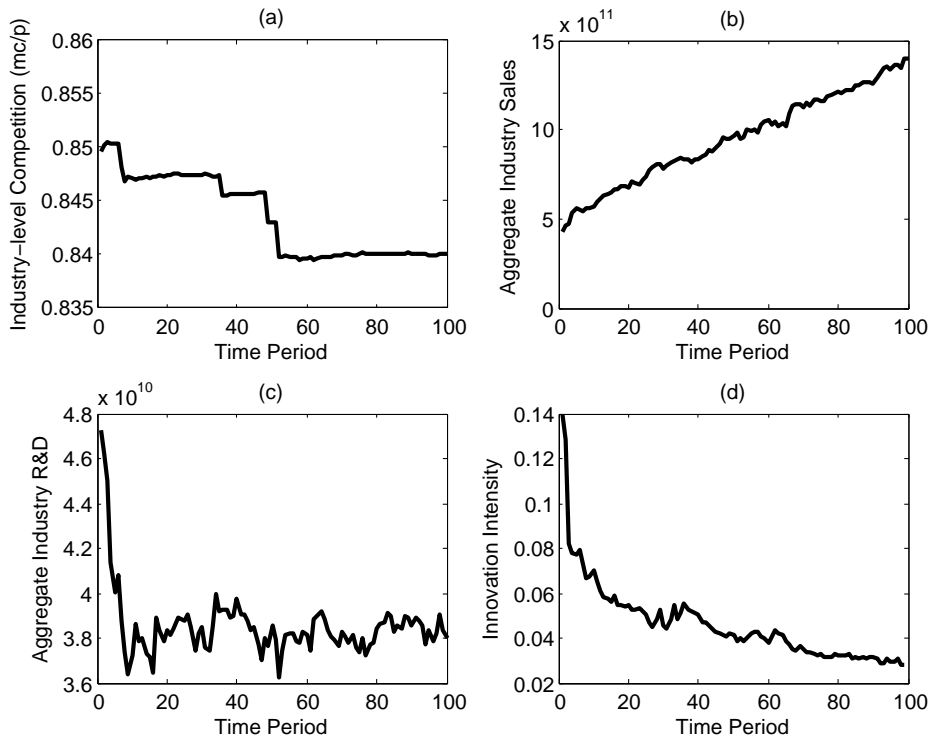 (a)
Industry−level Competition (mc/p)
0.86
0.855
0.85
0.845
0.84
0.835
0 20 40 60 80 100
Time Period
(b)
x 10^11
Aggregate Industry Sales
15
10
5
0
0 20 40 60 80 100
Time Period
(c)
x 10^10
Aggregate Industry R&D
4.8
4.6
4.4
4.2
4
3.8
3.6
0 20 40 60 80 100
Time Period
(d)
Innovation Intensity
0.14
0.12
0.1
0.08
0.06
0.04
0.02
0 20 40 60 80 100
Time Period